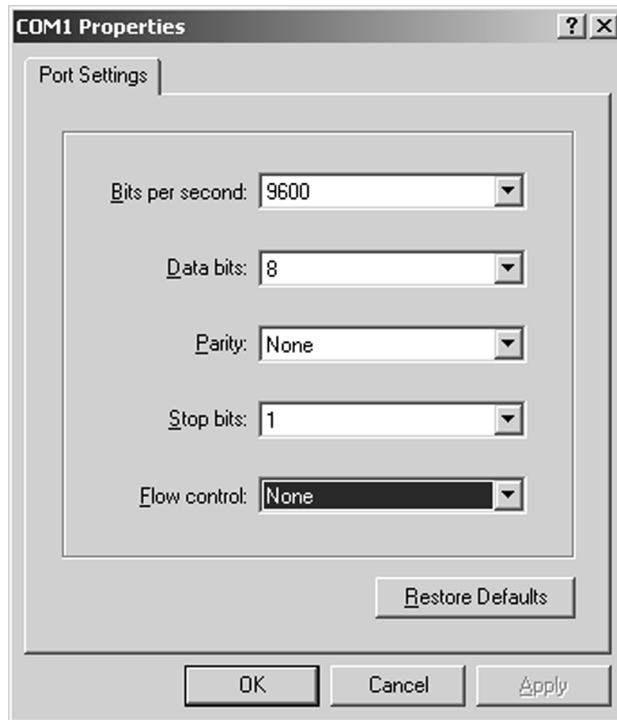 COM1 Properties
Port Settings
Bits per second: 9600
Data bits: 8
Parity: None
Stop bits: 1
Flow control: None
Restore Defaults
OK Cancel Apply